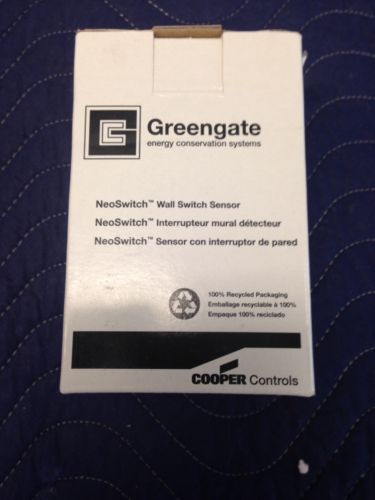 Greengate
energy conservation systems
NeoSwitch™ Wall Switch Sensor
NeoSwitch™ Interrupteur mural détecteur
NeoSwitch™ Sensor con interruptor de pared
100% Recycled Packaging
Emballage recyclable à 100%
Empaque 100% reciclado
COOPER Controls